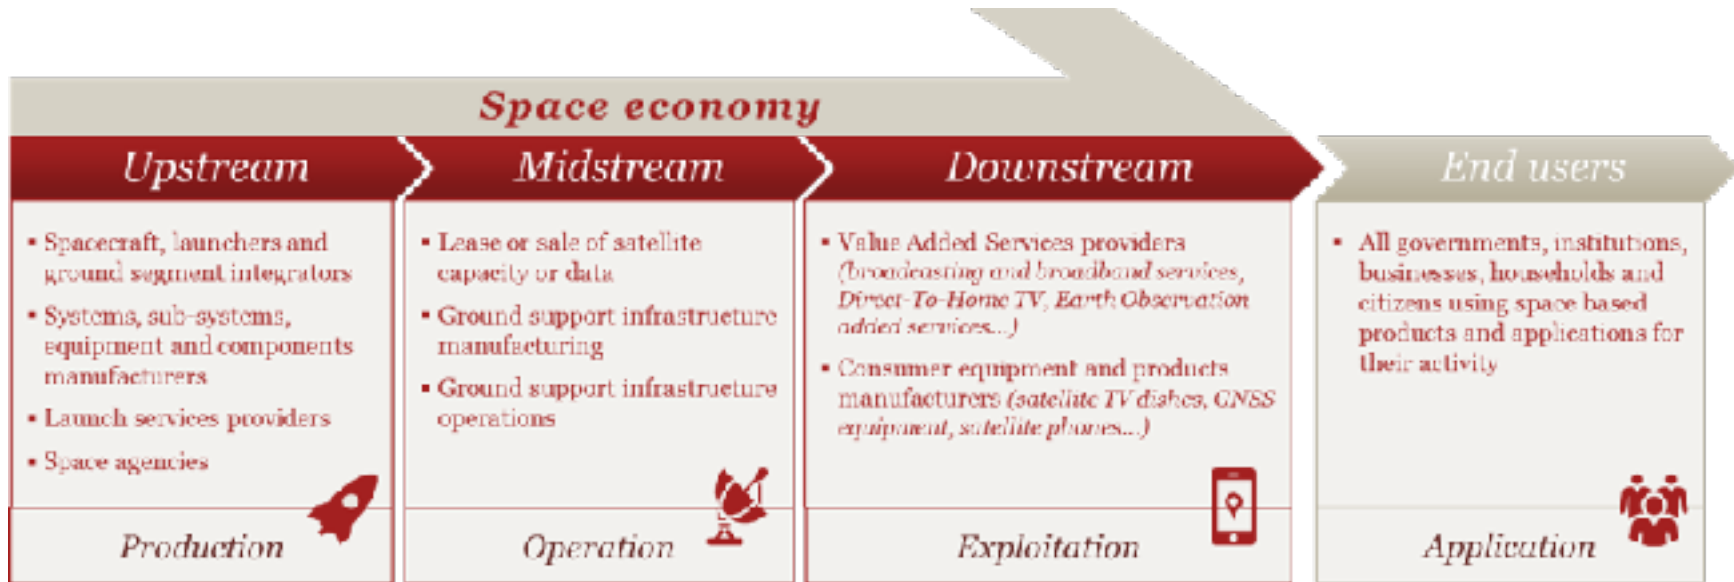 Space economy
Upstream
Midstream
Downstream
End users
▪ Spacecraft, launchers and
ground segment integrators
▪ Systems, sub-systems,
equipment and components
manufacturers
▪ Launch services providers
▪ Space agencies
Production
▪ Lease or sale of satellite
capacity or data
▪ Ground support infrastructure
manufacturing
▪ Ground support infrastructure
operations
Operation
▪ Value Added Services providers
(broadcasting and broadband services,
Direct-To-Home TV, Earth Observation
added services...)
▪ Consumer equipment and products
manufacturers (satellite TV dishes, GNSS
equipment, satellite phones...)
Exploitation
▪ All governments, institutions,
businesses, households and
citizens using space based
products and applications for
their activity
Application